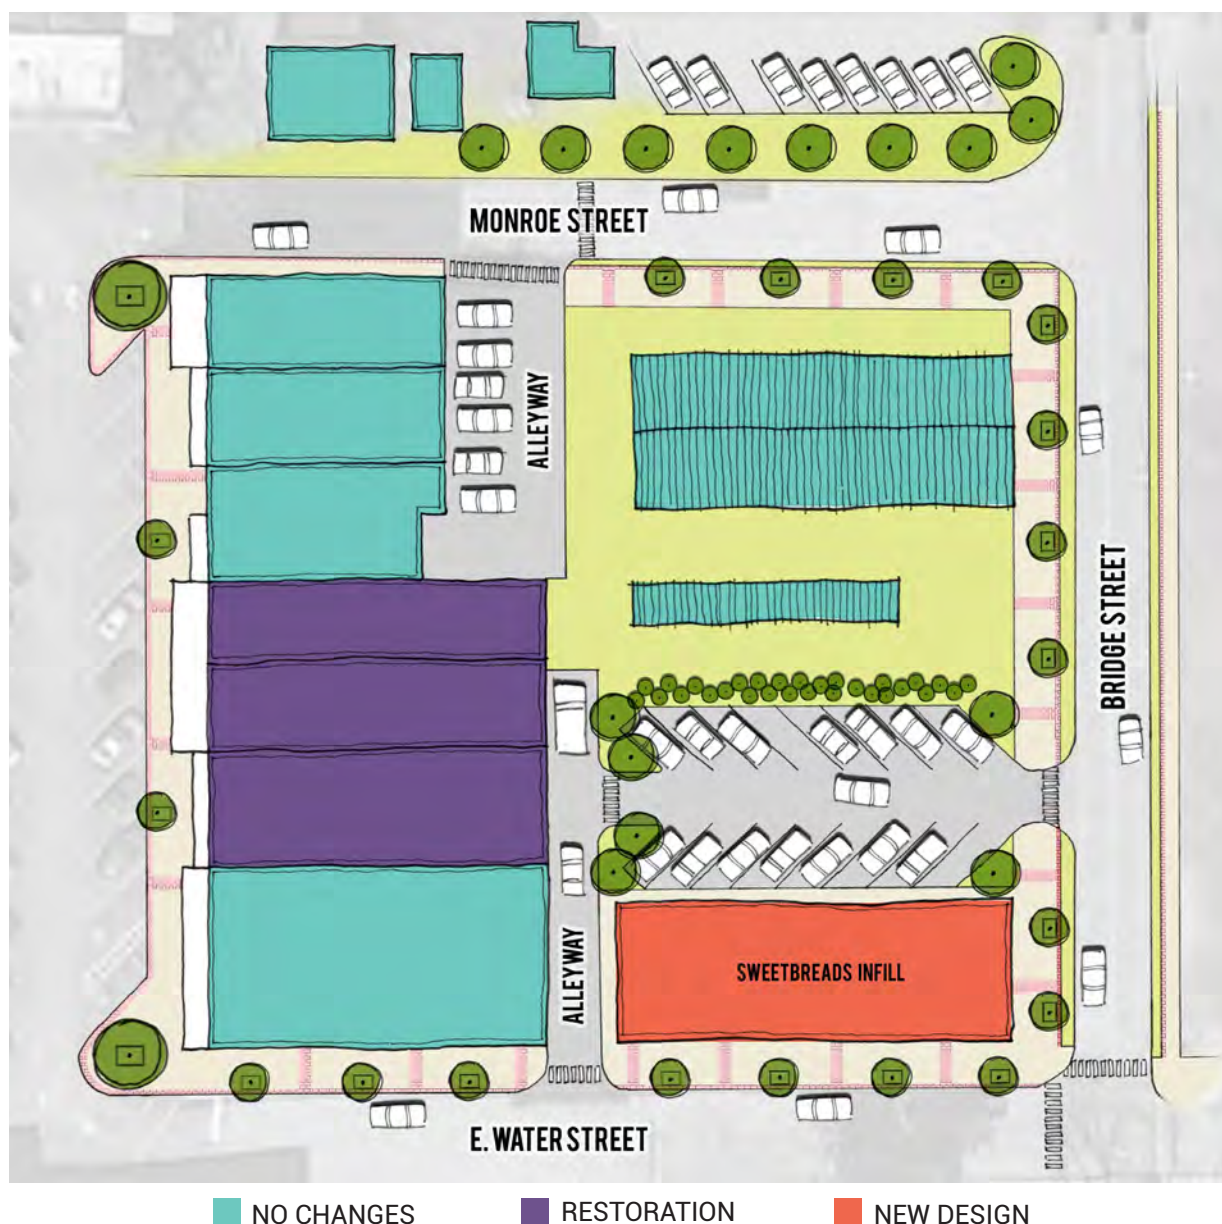 MONROE STREET
ALLEYWAY
BRIDGE STREET
ALLEYWAY
SWEETBREADS INFILL
E. WATER STREET
NO CHANGES
RESTORATION
NEW DESIGN